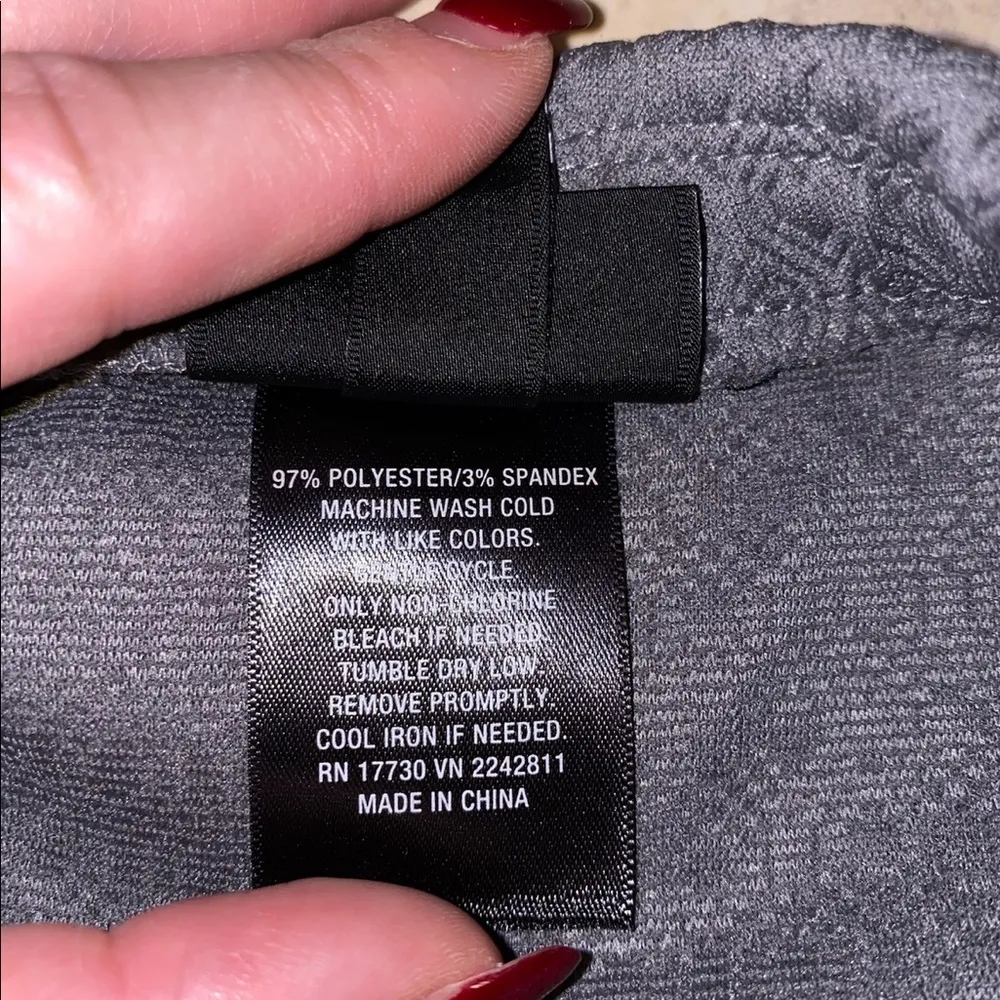 97% POLYESTER/3% SPANDEX
MACHINE WASH COLD
WITH LIKE COLORS.
GENTLE CYCLE
ONLY NON-CHLORINE
BLEACH IF NEEDED.
TUMBLE DRY LOW.
REMOVE PROMPTLY.
COOL IRON IF NEEDED.
RN 17730 VN 2242811
MADE IN CHINA